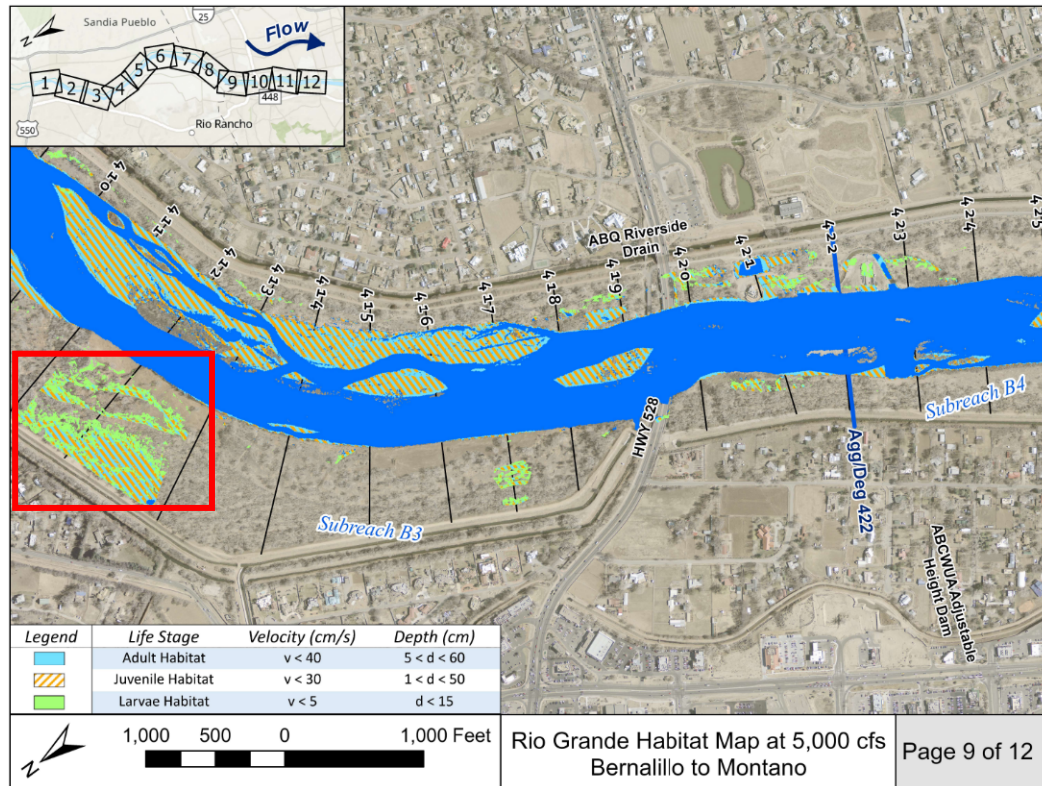 Sandia Pueblo
25
Flow
N
1 2 3 4 5 6 7 8 9 10 11 12
448
Rio Rancho
550
410
411
412
413
414
415
416
417
418
419
420
421
422
423
424
425
ABQ Riverside
Drain
HWY 528
Subreach B3
Subreach B4
Agg/Deg 422
ABCWUA Adjustable
Height Dam
Legend Life Stage Velocity (cm/s) Depth (cm)
Adult Habitat v < 40 5 < d < 60
Juvenile Habitat v < 30 1 < d < 50
Larvae Habitat v < 5 d < 15
N
1,000 500 0 1,000 Feet
Rio Grande Habitat Map at 5,000 cfs
Bernalillo to Montano
Page 9 of 12